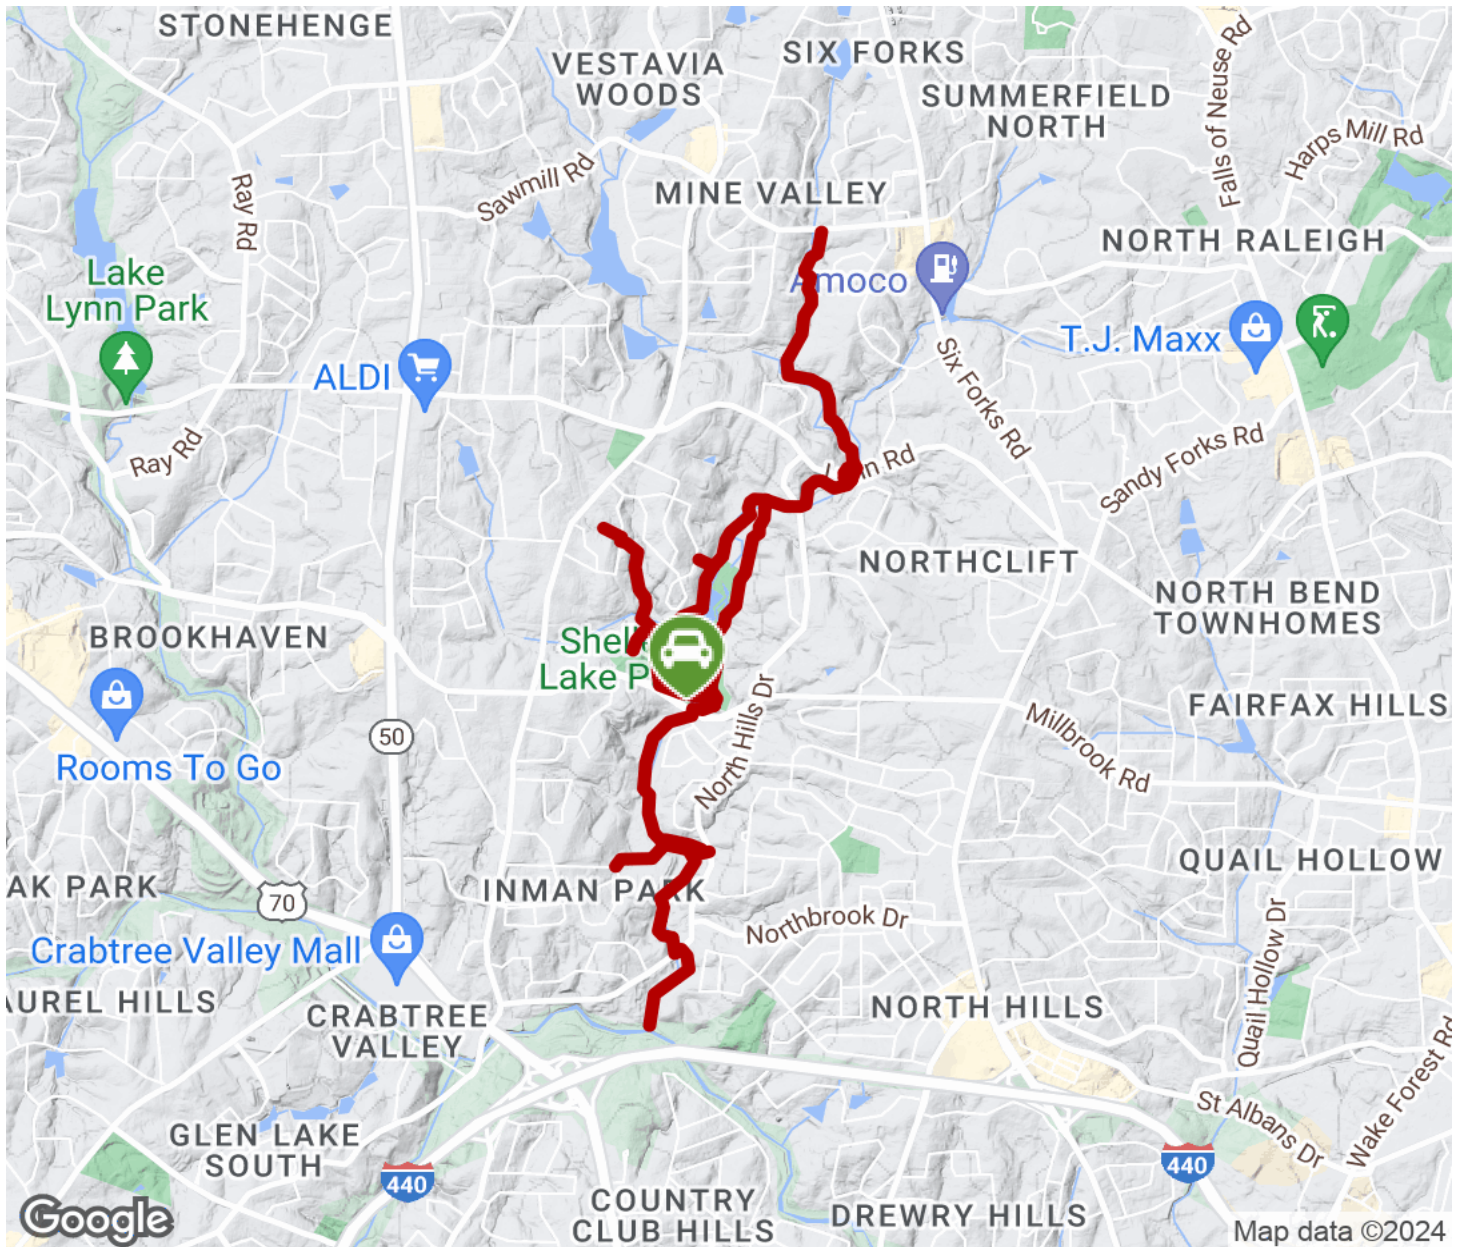 STONEHENGE
VESTAVIA
WOODS
SIX FORKS
SUMMERFIELD
NORTH
Falls of Neuse Rd
Harps Mill Rd
Sawmill Rd
MINE VALLEY
Ray Rd
NORTH RALEIGH
Lake
Lynn Park
Amoco
T.J. Maxx
ALDI
Six Forks Rd
Ray Rd
Sandy Forks Rd
Rd
NORTHCLIFT
NORTH BEND
TOWNHOMES
BROOKHAVEN
Shel
Lake P
North Hills Dr
Millbrook Rd
FAIRFAX HILLS
50
Rooms To Go
QUAIL HOLLOW
AK PARK
70
INMAN PARK
Northbrook Dr
Quail Hollow Dr
Crabtree Valley Mall
AUREL HILLS
CRABTREE
VALLEY
NORTH HILLS
St Albans Dr
Wake Forest Rd
GLEN LAKE
SOUTH
440
440
COUNTRY
CLUB HILLS
DREWRY HILLS
Google
Map data ©2024